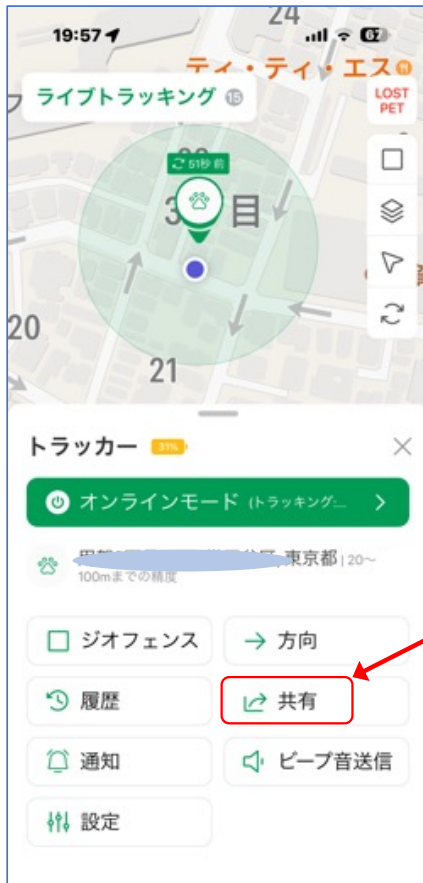 24
19:57
67
ティ・ティ・エス
ライブトラッキング 15
LOST
PET
51秒 前
3 目
20
21
トラッカー 31%
オンラインモード (トラッキング:...
東京都 | 20～
100mまでの精度
ジオフェンス
方向
履歴
共有
通知
ビープ音送信
設定